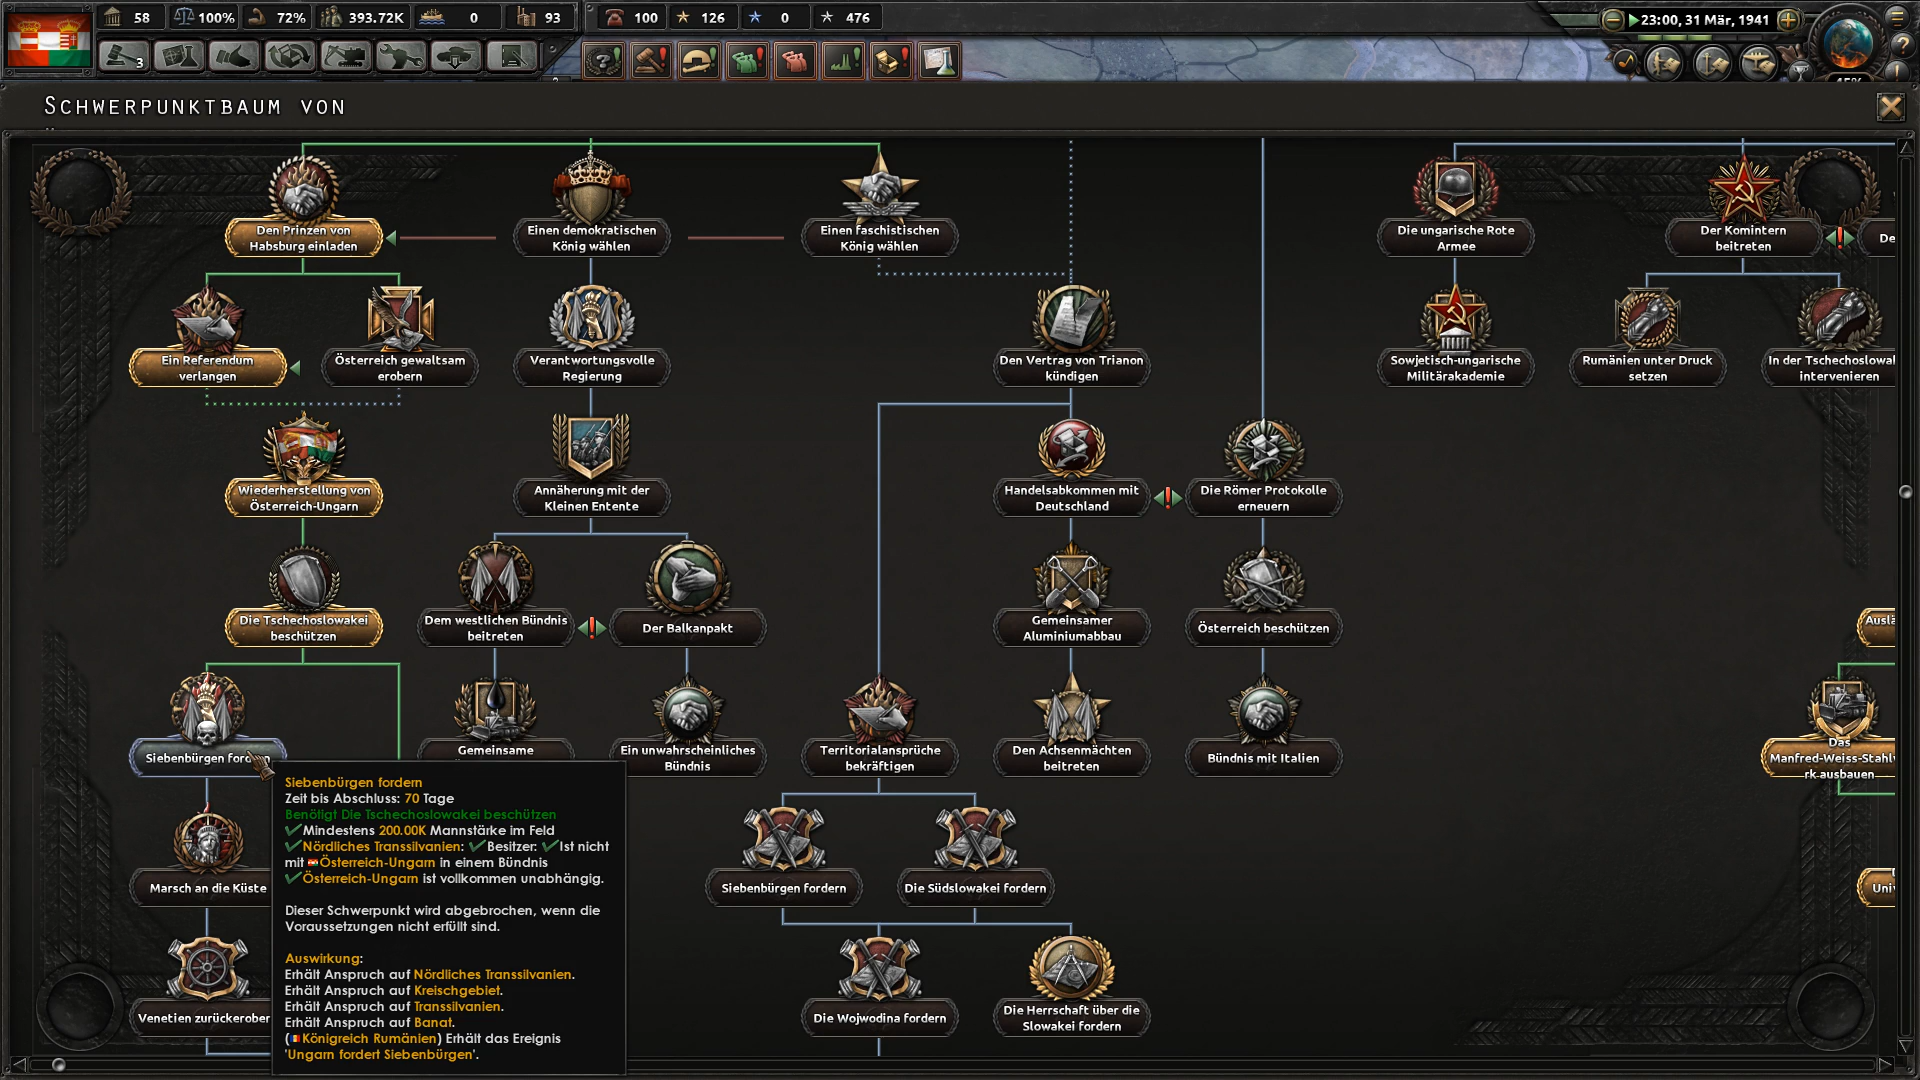 58 100% 72% 393.72K 0 93 100 126 0 476 23:00, 31 Mär, 1941
3
45%
SCHWERPUNKTBAUM VON
Den Prinzen von
Habsburg einladen
Einen demokratischen
König wählen
Einen faschistischen
König wählen
Die ungarische Rote
Armee
Der Komintern
beitreten
De
Ein Referendum
verlangen
Österreich gewaltsam
erobern
Verantwortungsvolle
Regierung
Den Vertrag von Trianon
kündigen
Sowjetisch-ungarische
Militärakademie
Rumänien unter Druck
setzen
In der Tschechoslowak
intervenieren
Wiederherstellung von
Österreich-Ungarn
Annäherung mit der
Kleinen Entente
Handelsabkommen mit
Deutschland
Die Römer Protokolle
erneuern
Die Tschechoslowakei
beschützen
Dem westlichen Bündnis
beitreten
Der Balkanpakt
Gemeinsamer
Aluminiumabbau
Österreich beschützen
Auslä
Siebenbürgen fordern
Gemeinsame
Ein unwahrscheinliches
Bündnis
Territorialansprüche
bekräftigen
Den Achsenmächten
beitreten
Bündnis mit Italien
Das
Manfred-Weiss-Stahlw
rk ausbauen
Siebenbürgen fordern
Zeit bis Abschluss: 70 Tage
Benötigt Die Tschechoslowakei beschützen
Mindestens 200.00K Mannstärke im Feld
Nördliches Transsilvanien: Besitzer: Ist nicht
mit Österreich-Ungarn in einem Bündnis
Österreich-Ungarn ist vollkommen unabhängig.
Dieser Schwerpunkt wird abgebrochen, wenn die
Voraussetzungen nicht erfüllt sind.
Auswirkung:
Erhält Anspruch auf Nördliches Transsilvanien.
Erhält Anspruch auf Kreischgebiet.
Erhält Anspruch auf Transsilvanien.
Erhält Anspruch auf Banat.
(Königreich Rumänien) Erhält das Ereignis
'Ungarn fordert Siebenbürgen'.
Marsch an die Küste
Siebenbürgen fordern
Die Südslowakei fordern
Univ
Venetien zurückerober
Die Wojwodina fordern
Die Herrschaft über die
Slowakei fordern